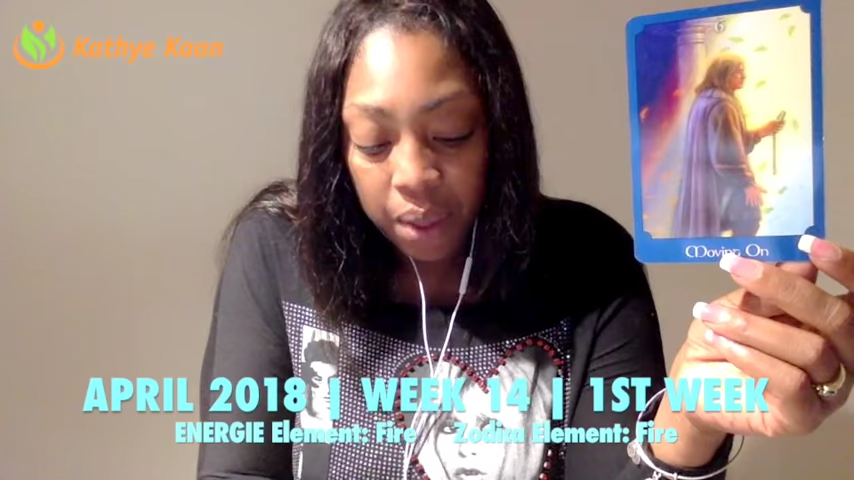 Kathye Kaan
6
Moving On
APRIL 2018 | WEEK 14 | 1ST WEEK
ENERGIE Element: Fire Zodiac Element: Fire